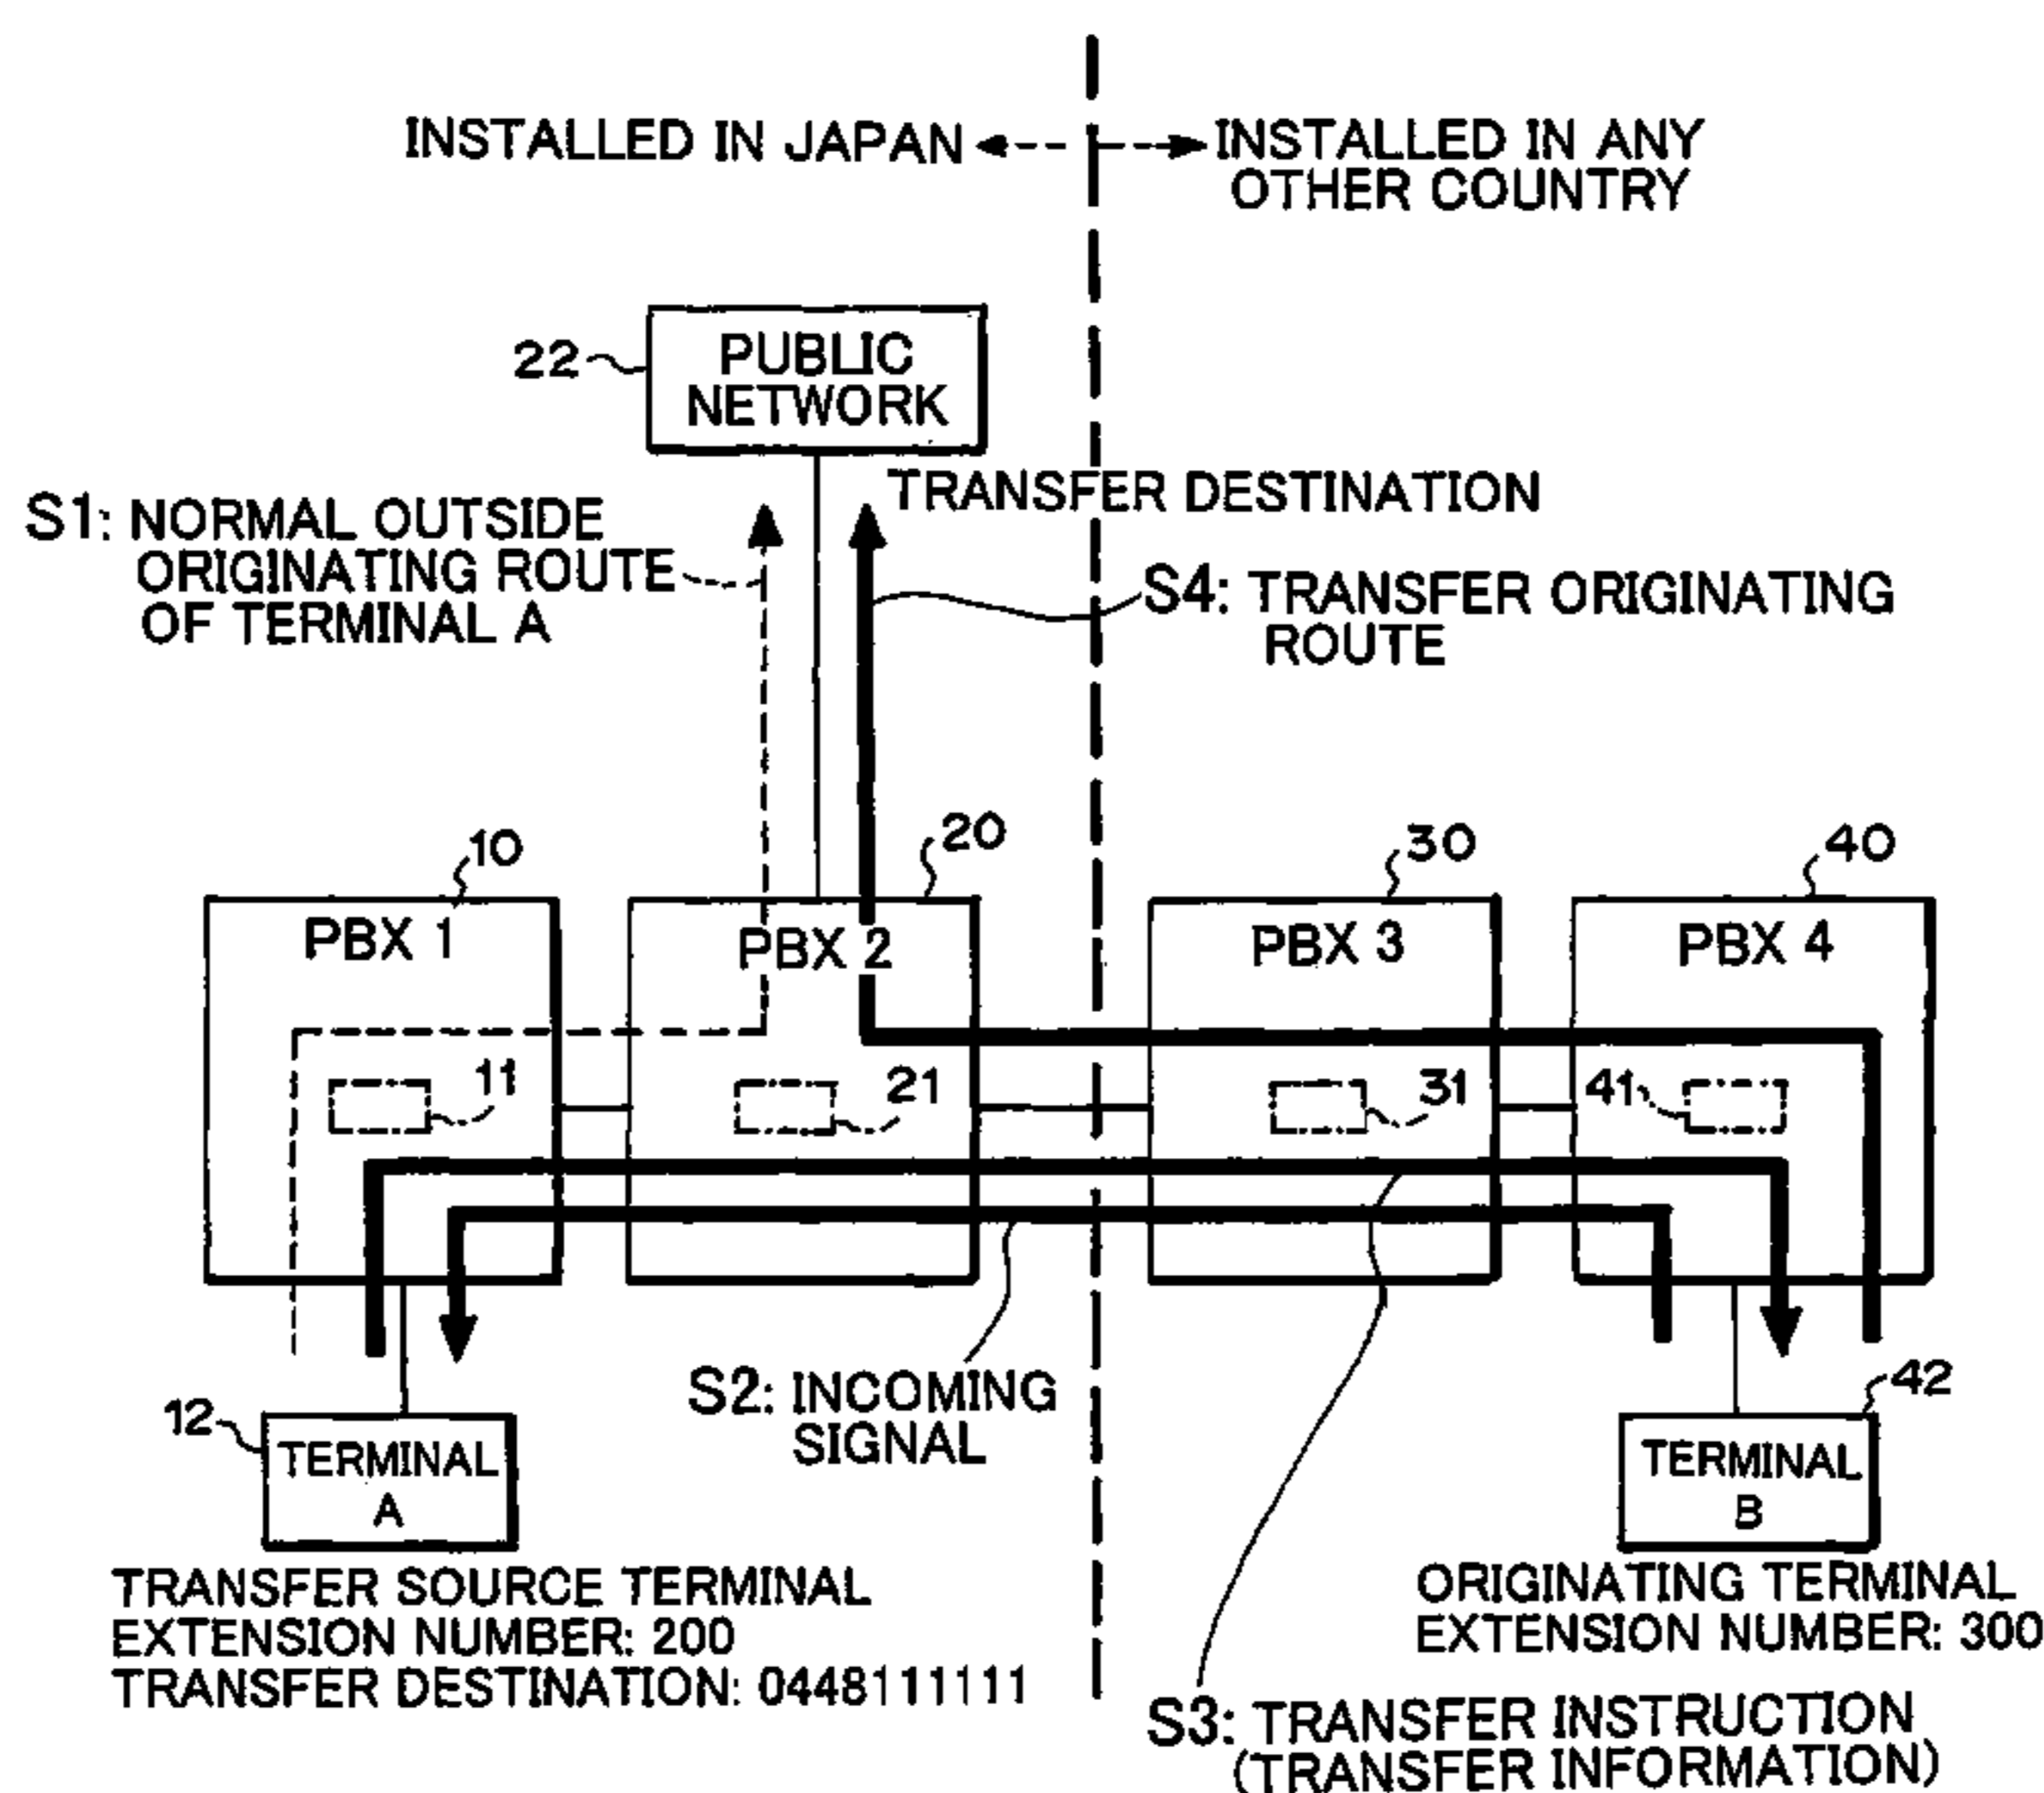 INSTALLED IN JAPAN
INSTALLED IN ANY
OTHER COUNTRY
22
PUBLIC
NETWORK
TRANSFER DESTINATION
S1: NORMAL OUTSIDE
ORIGINATING ROUTE
OF TERMINAL A
S4: TRANSFER ORIGINATING
ROUTE
10
20
30
40
PBX 1
PBX 2
PBX 3
PBX 4
11
21
31
41
S2: INCOMING
SIGNAL
12
TERMINAL
A
42
TERMINAL
B
TRANSFER SOURCE TERMINAL
EXTENSION NUMBER: 200
TRANSFER DESTINATION: 0448111111
ORIGINATING TERMINAL
EXTENSION NUMBER: 300
S3: TRANSFER INSTRUCTION
(TRANSFER INFORMATION)